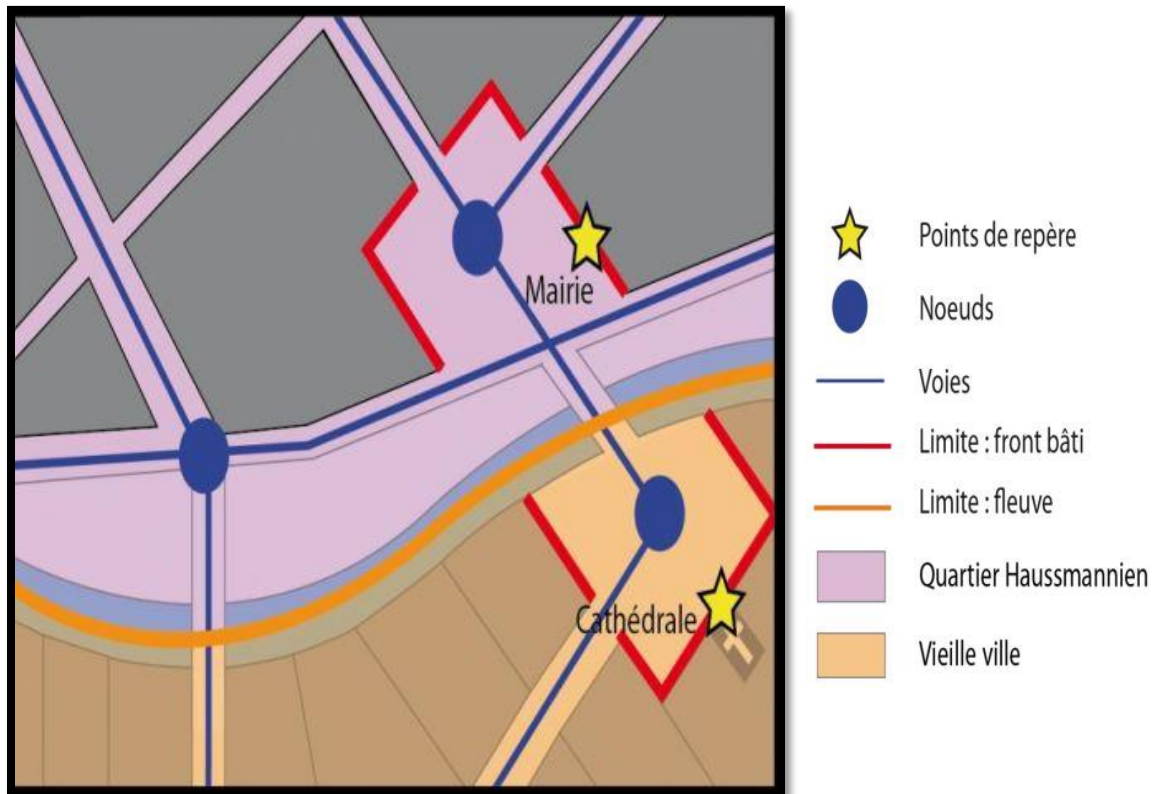 Mairie
Cathédrale
Points de repère
Noeuds
Voies
Limite : front bâti
Limite : fleuve
Quartier Haussmannien
Vieille ville